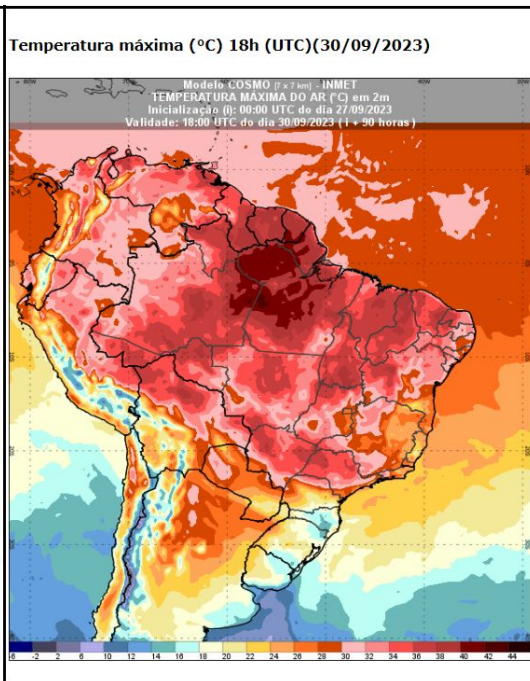 Temperatura máxima (°C) 18h (UTC)(30/09/2023)
Modelo COSMO [7 x 7 km] - INMET
TEMPERATURA MÁXIMA DO AR (°C) em 2m
Inicialização (i): 00:00 UTC do dia 27/09/2023
Validade: 18:00 UTC do dia 30/09/2023 ( i + 90 horas )
-6 -2 2 6 10 12 14 16 18 20 22 24 26 28 30 32 34 36 38 40 42 44